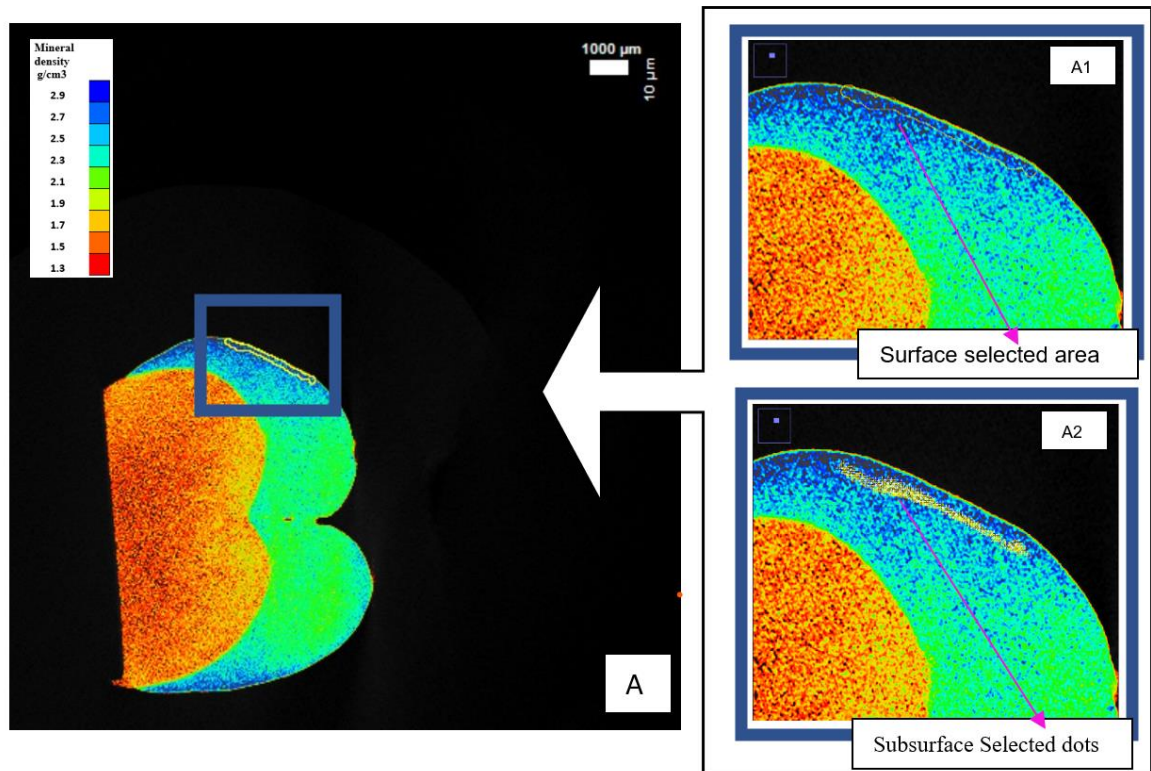 Mineral
density
g/cm3
2.9
2.7
2.5
2.3
2.1
1.9
1.7
1.5
1.3
1000 µm
10 µm
A
A1
Surface selected area
A2
Subsurface Selected dots